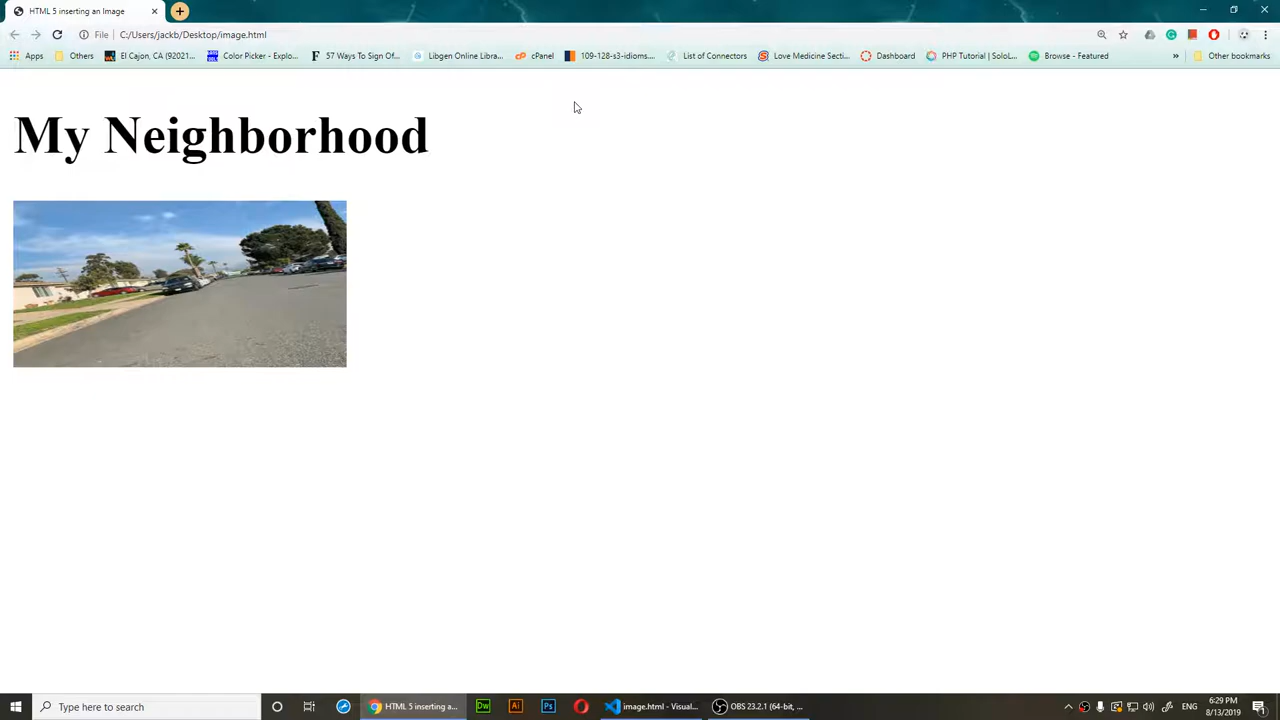 HTML 5 inserting an Image
File C:/Users/jackb/Desktop/image.html
Apps Others El Cajon, CA (92021... Color Picker - Explo... 57 Ways To Sign Of... Libgen Online Libra... cPanel 109-128-s3-idioms.... List of Connectors Love Medicine Secti... Dashboard PHP Tutorial | SoloL... Browse - Featured » Other bookmarks
My Neighborhood
Type here to search
HTML 5 inserting a...
Dw
Ai
Ps
image.html - Visual...
OBS 23.2.1 (64-bit, ...
ENG
6:29 PM
8/13/2019